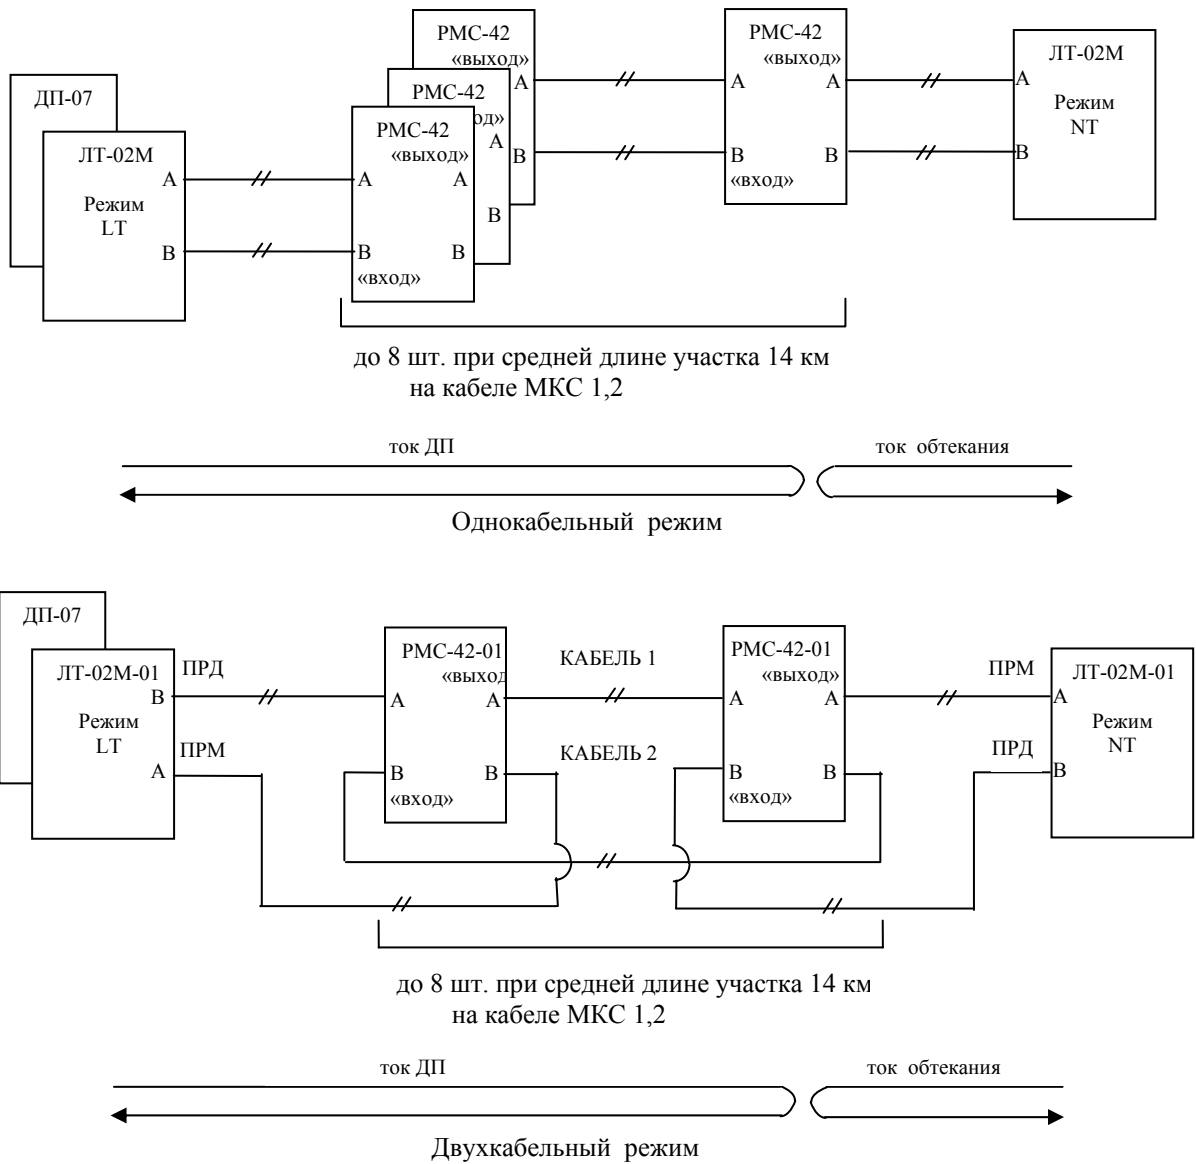 РМС-42
«выход»
А
В
РМС-42
од»
А
В
РМС-42
«выход»
А
А
В
В
«вход»
РМС-42
«выход»
А
А
В
В
«вход»
ЛТ-02М
А
Режим
NT
В
ДП-07
ЛТ-02М
А
Режим
LT
В
до 8 шт. при средней длине участка 14 км
на кабеле МКС 1,2
ток ДП
ток обтекания
Однокабельный режим
ДП-07
ЛТ-02М-01
В
Режим
LT
А
ПРД
ПРМ
РМС-42-01
«выход
А
А
В
В
«вход»
КАБЕЛЬ 1
КАБЕЛЬ 2
РМС-42-01
«выход»
А
А
В
В
«вход»
ПРМ
ПРД
ЛТ-02М-01
А
Режим
NT
В
до 8 шт. при средней длине участка 14 км
на кабеле МКС 1,2
ток ДП
ток обтекания
Двухкабельный режим